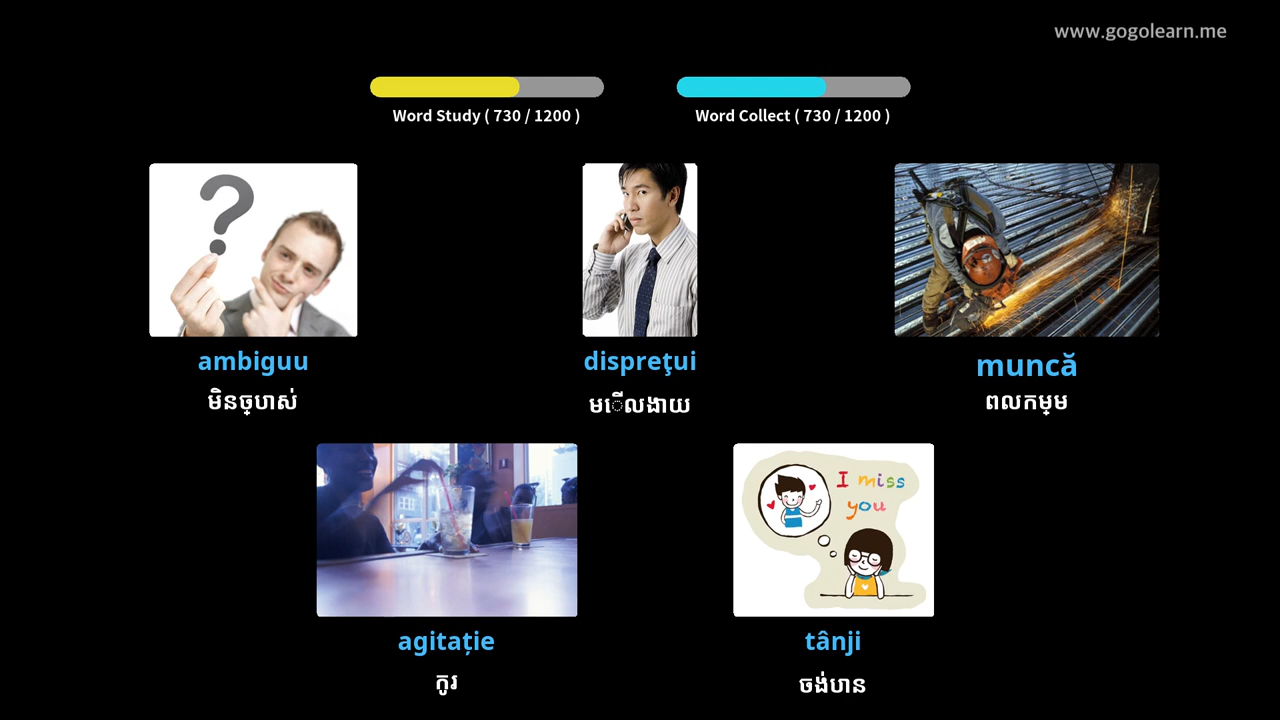 www.gogolearn.me
Word Study ( 730 / 1200 )
Word Collect ( 730 / 1200 )
ambiguu
dispreţui
muncă
មិនច្បាស់
មើលងាយ
ពលកម្ម
I miss
you
agitație
tânji
កូរ
ចង់បាន